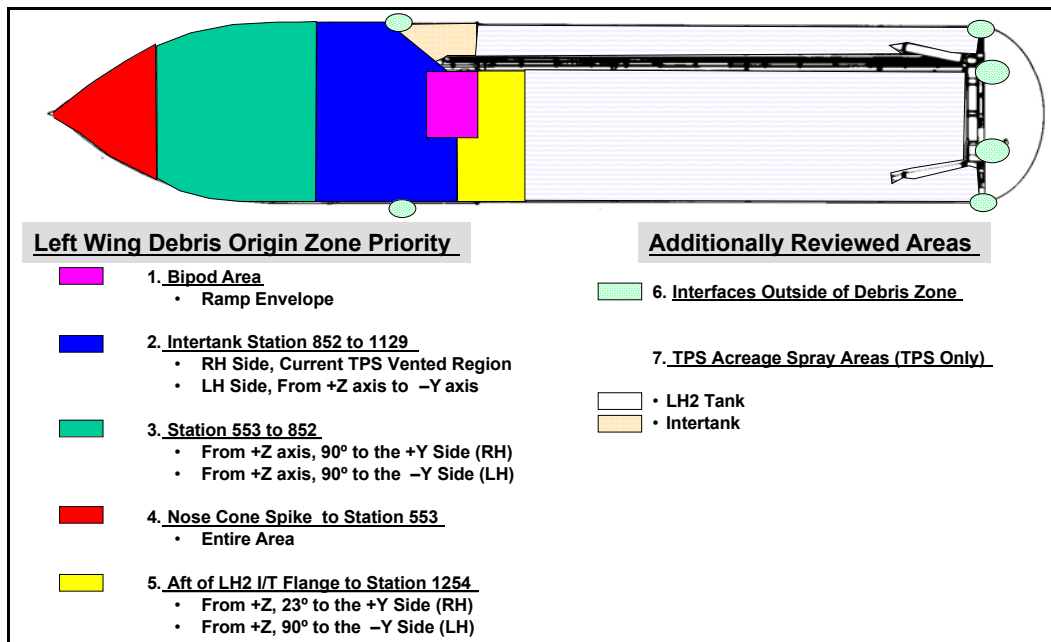 Left Wing Debris Origin Zone Priority
1. Bipod Area
• Ramp Envelope
2. Intertank Station 852 to 1129
• RH Side, Current TPS Vented Region
• LH Side, From +Z axis to –Y axis
3. Station 553 to 852
• From +Z axis, 90º to the +Y Side (RH)
• From +Z axis, 90º to the –Y Side (LH)
4. Nose Cone Spike to Station 553
• Entire Area
5. Aft of LH2 I/T Flange to Station 1254
• From +Z, 23º to the +Y Side (RH)
• From +Z, 90º to the –Y Side (LH)
Additionally Reviewed Areas
6. Interfaces Outside of Debris Zone
7. TPS Acreage Spray Areas (TPS Only)
• LH2 Tank
• Intertank